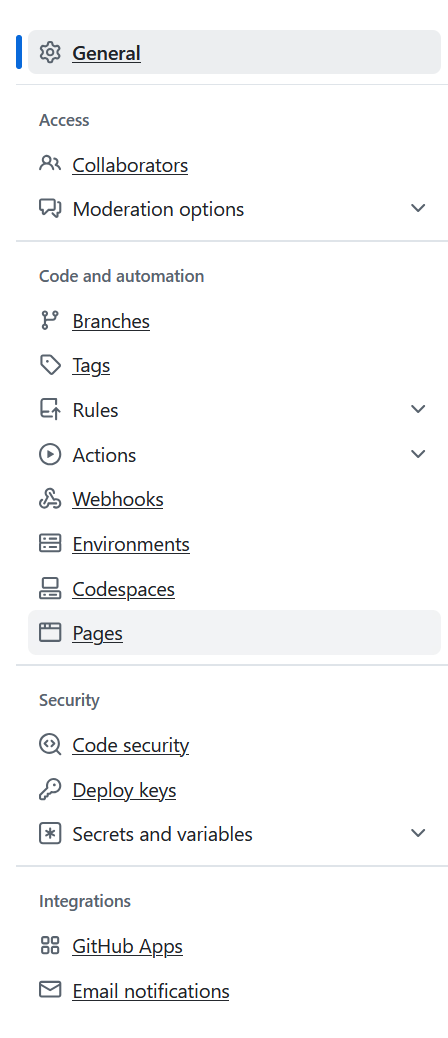 General
Access
Collaborators
Moderation options
Code and automation
Branches
Tags
Rules
Actions
Webhooks
Environments
Codespaces
Pages
Security
Code security
Deploy keys
Secrets and variables
Integrations
GitHub Apps
Email notifications